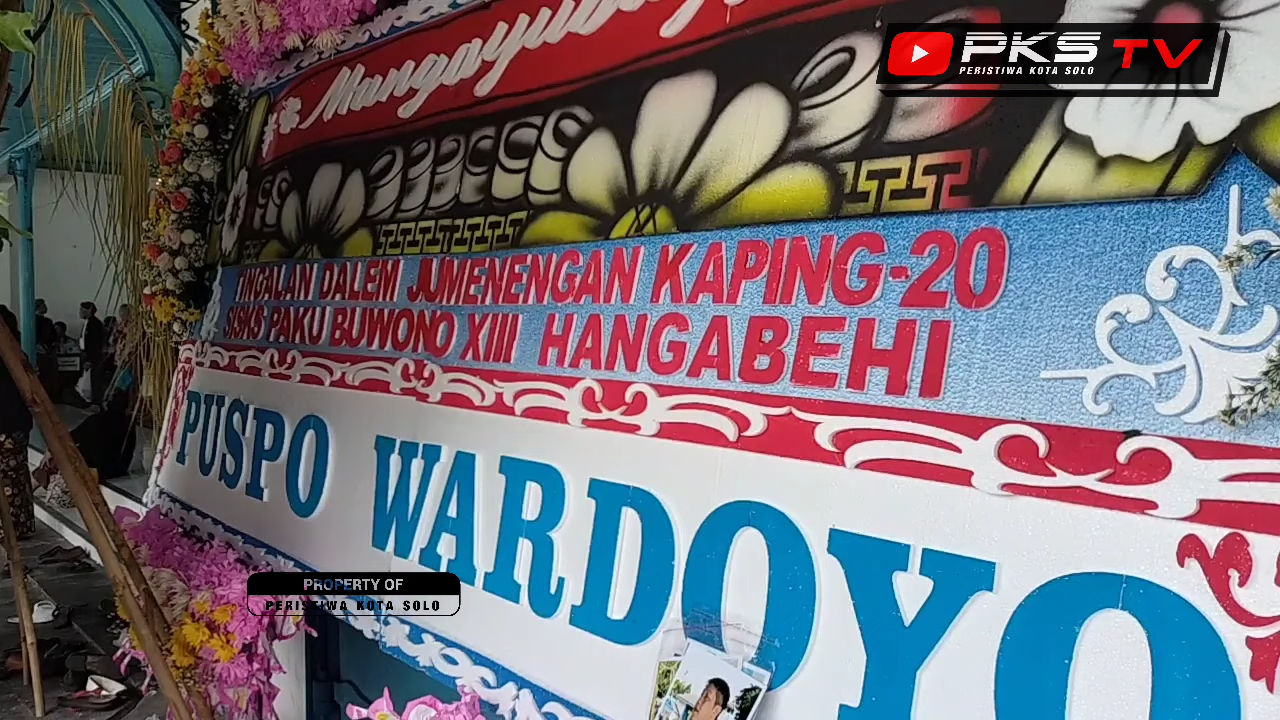 PKS TV
PERISTIWA KOTA SOLO
TINGALAN DALEM JUMENENGAN KAPING-20
SISKS PAKU BUWONO XIII HANGABEHI
PUSPO WARDOYO
PROPERTY OF
PERISTIWA KOTA SOLO